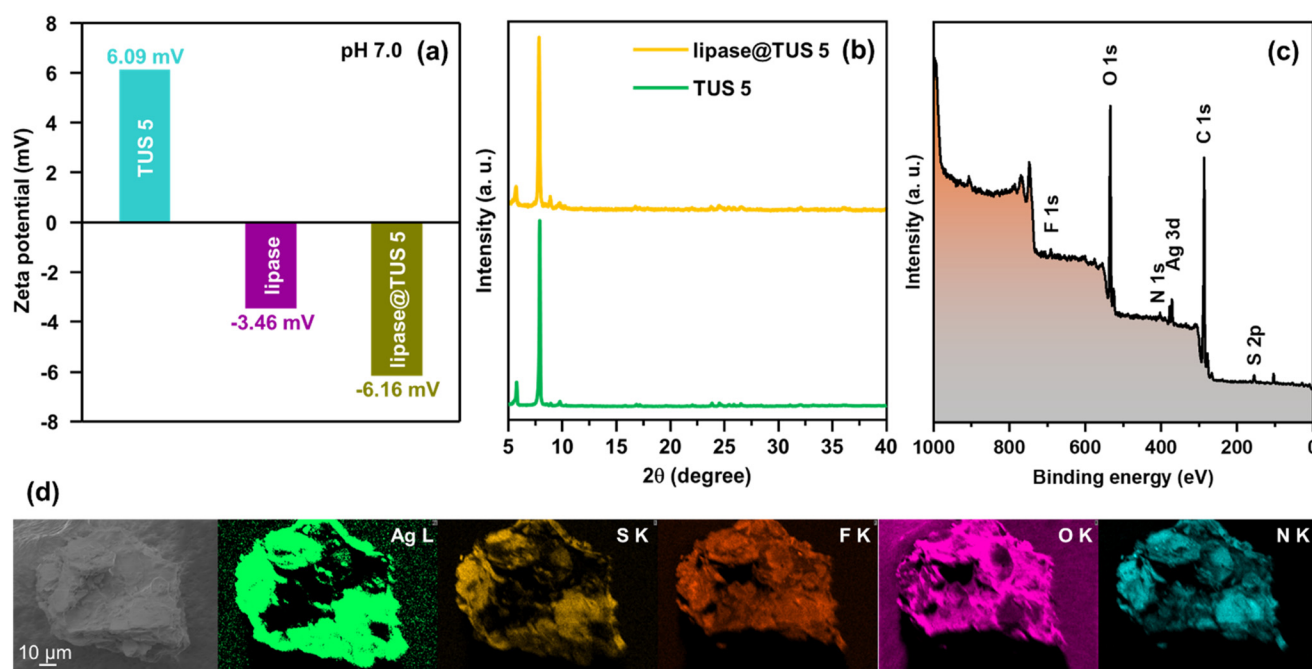 8
6
4
2
0
-2
-4
-6
-8
Zeta potential (mV)
6.09 mV
pH 7.0
(a)
TUS 5
lipase
lipase@TUS 5
-3.46 mV
-6.16 mV
lipase@TUS 5
TUS 5
(b)
Intensity (a. u.)
5 10 15 20 25 30 35 40
2θ (degree)
(c)
Intensity (a. u.)
F 1s
O 1s
N 1s
Ag 3d
C 1s
S 2p
1000 800 600 400 200 0
Binding energy (eV)
(d)
10 µm
Ag L
S K
F K
O K
N K